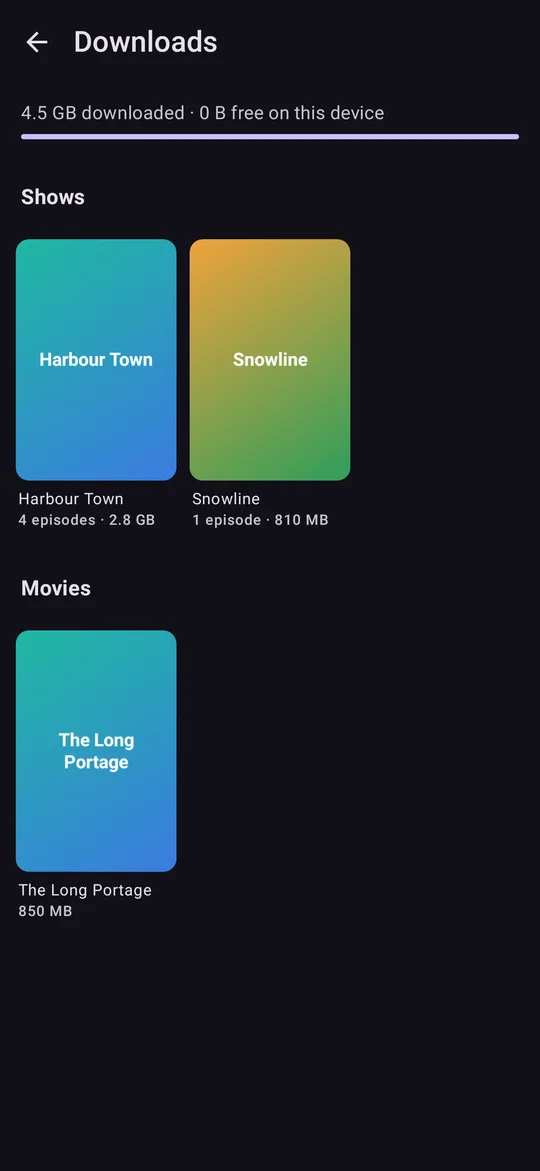 Downloads
4.5 GB downloaded · 0 B free on this device
Shows
Harbour Town
Snowline
Harbour Town
4 episodes · 2.8 GB
Snowline
1 episode · 810 MB
Movies
The Long
Portage
The Long Portage
850 MB